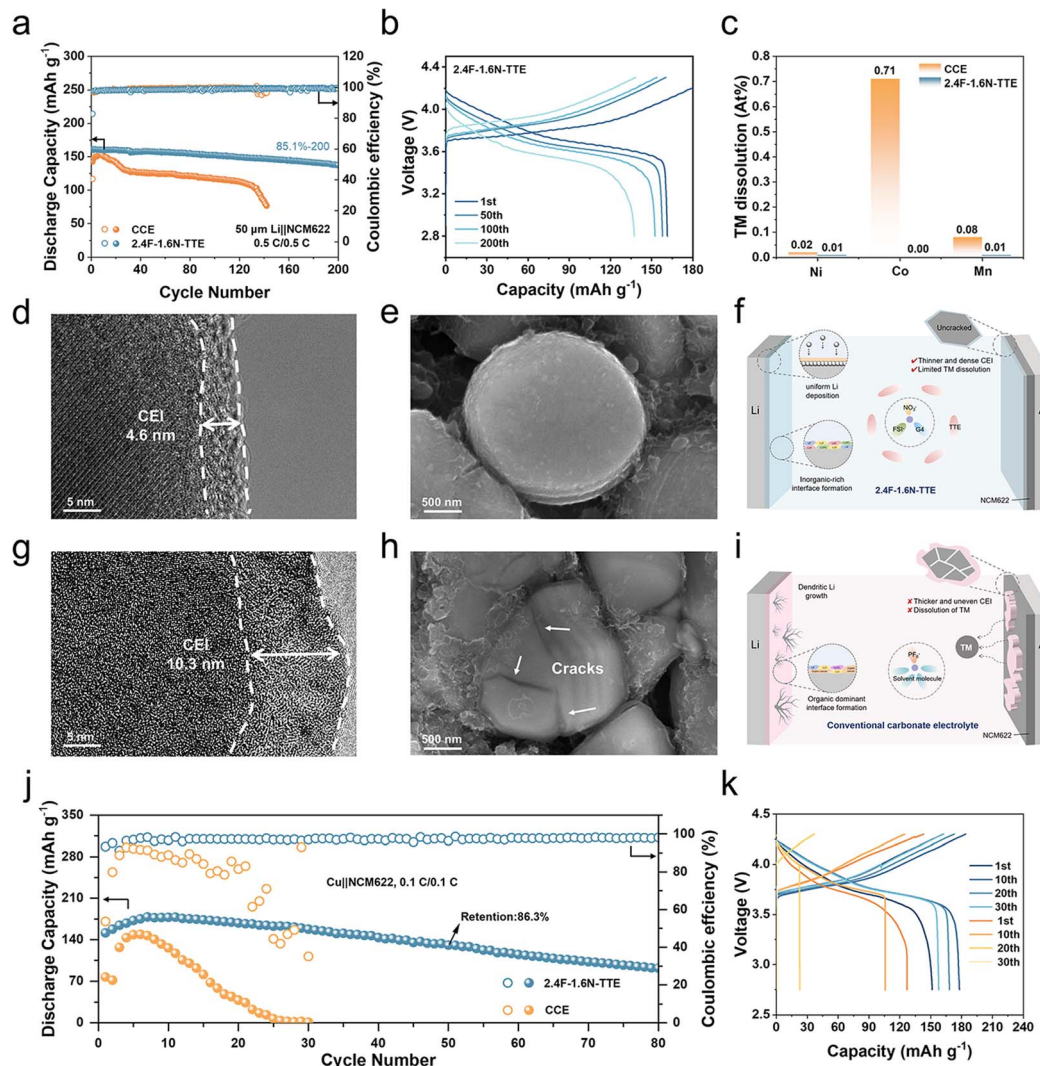 a
Discharge Capacity (mAh g⁻¹)
300
250
200
150
100
50
0
120
100
80
60
40
20
0
Coulombic effciency (%)
85.1%-200
CCE
2.4F-1.6N-TTE
50 μm Li||NCM622
0.5 C/0.5 C
0
40
80
120
160
200
Cycle Number
b
2.4F-1.6N-TTE
Voltage (V)
4.4
4.0
3.6
3.2
2.8
1st
50th
100th
200th
0
30
60
90
120
150
180
Capacity (mAh g⁻¹)
c
TM dissolution (At%)
0.8
0.7
0.6
0.5
0.4
0.3
0.2
0.1
0.0
CCE
2.4F-1.6N-TTE
0.02
0.01
0.71
0.00
0.08
0.01
Ni
Co
Mn
d
CEI
4.6 nm
5 nm
e
500 nm
f
Uncracked
✓Thinner and dense CEI
✓Limited TM dissolution
uniform Li
deposition
Li
NO₃⁻
FSI⁻
G4
TTE
Inorganic-rich
interface formation
2.4F-1.6N-TTE
NCM622
g
CEI
10.3 nm
5 nm
h
Cracks
500 nm
i
Dendritic Li
growth
✗Thicker and uneven CEI
✗Dissolution of TM
Li
TM
PF₆⁻
Solvent molecule
Organic dominant
interface formation
Conventional carbonate electrolyte
NCM622
j
Discharge Capacity (mAh g⁻¹)
350
280
210
140
70
0
100
80
60
40
20
0
Coulombic effciency (%)
Cu||NCM622, 0.1 C/0.1 C
Retention:86.3%
2.4F-1.6N-TTE
CCE
0
10
20
30
40
50
60
70
80
Cycle Number
k
Voltage (V)
4.5
4.0
3.5
3.0
2.5
1st
10th
20th
30th
1st
10th
20th
30th
0
30
60
90
120
150
180
210
240
Capacity (mAh g⁻¹)